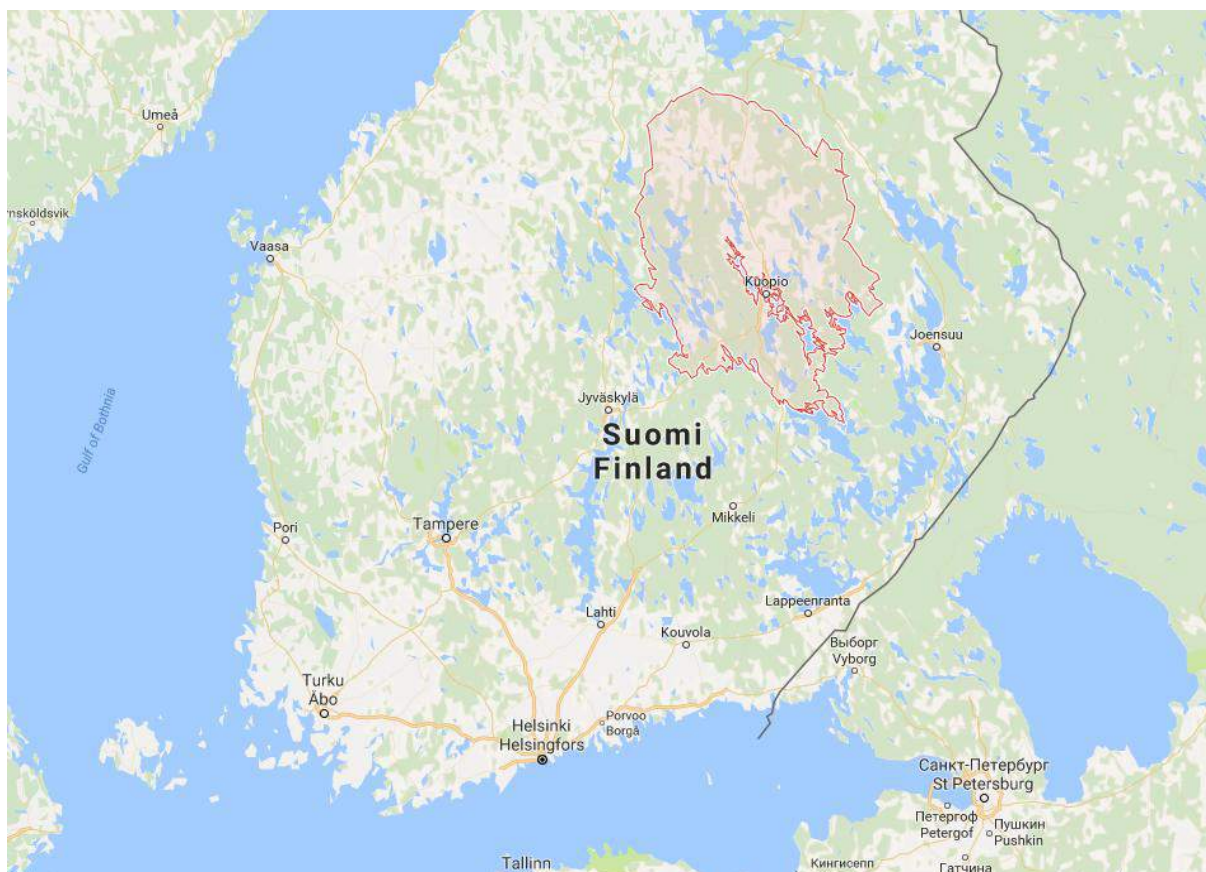 Umeå
rnsköldsvik
Vaasa
Kuopio
Joensuu
Jyväskylä
Suomi
Finland
Gulf of Bothnia
Mikkeli
Pori
Tampere
Lappeenranta
Lahti
Kouvola
Выборг
Vyborg
Turku
Åbo
Helsinki
Helsingfors
Porvoo
Borgå
Санкт-Петербург
St Petersburg
Петергоф
Petergof
Пушкин
Pushkin
Tallinn
Кингисепп
Гатчина